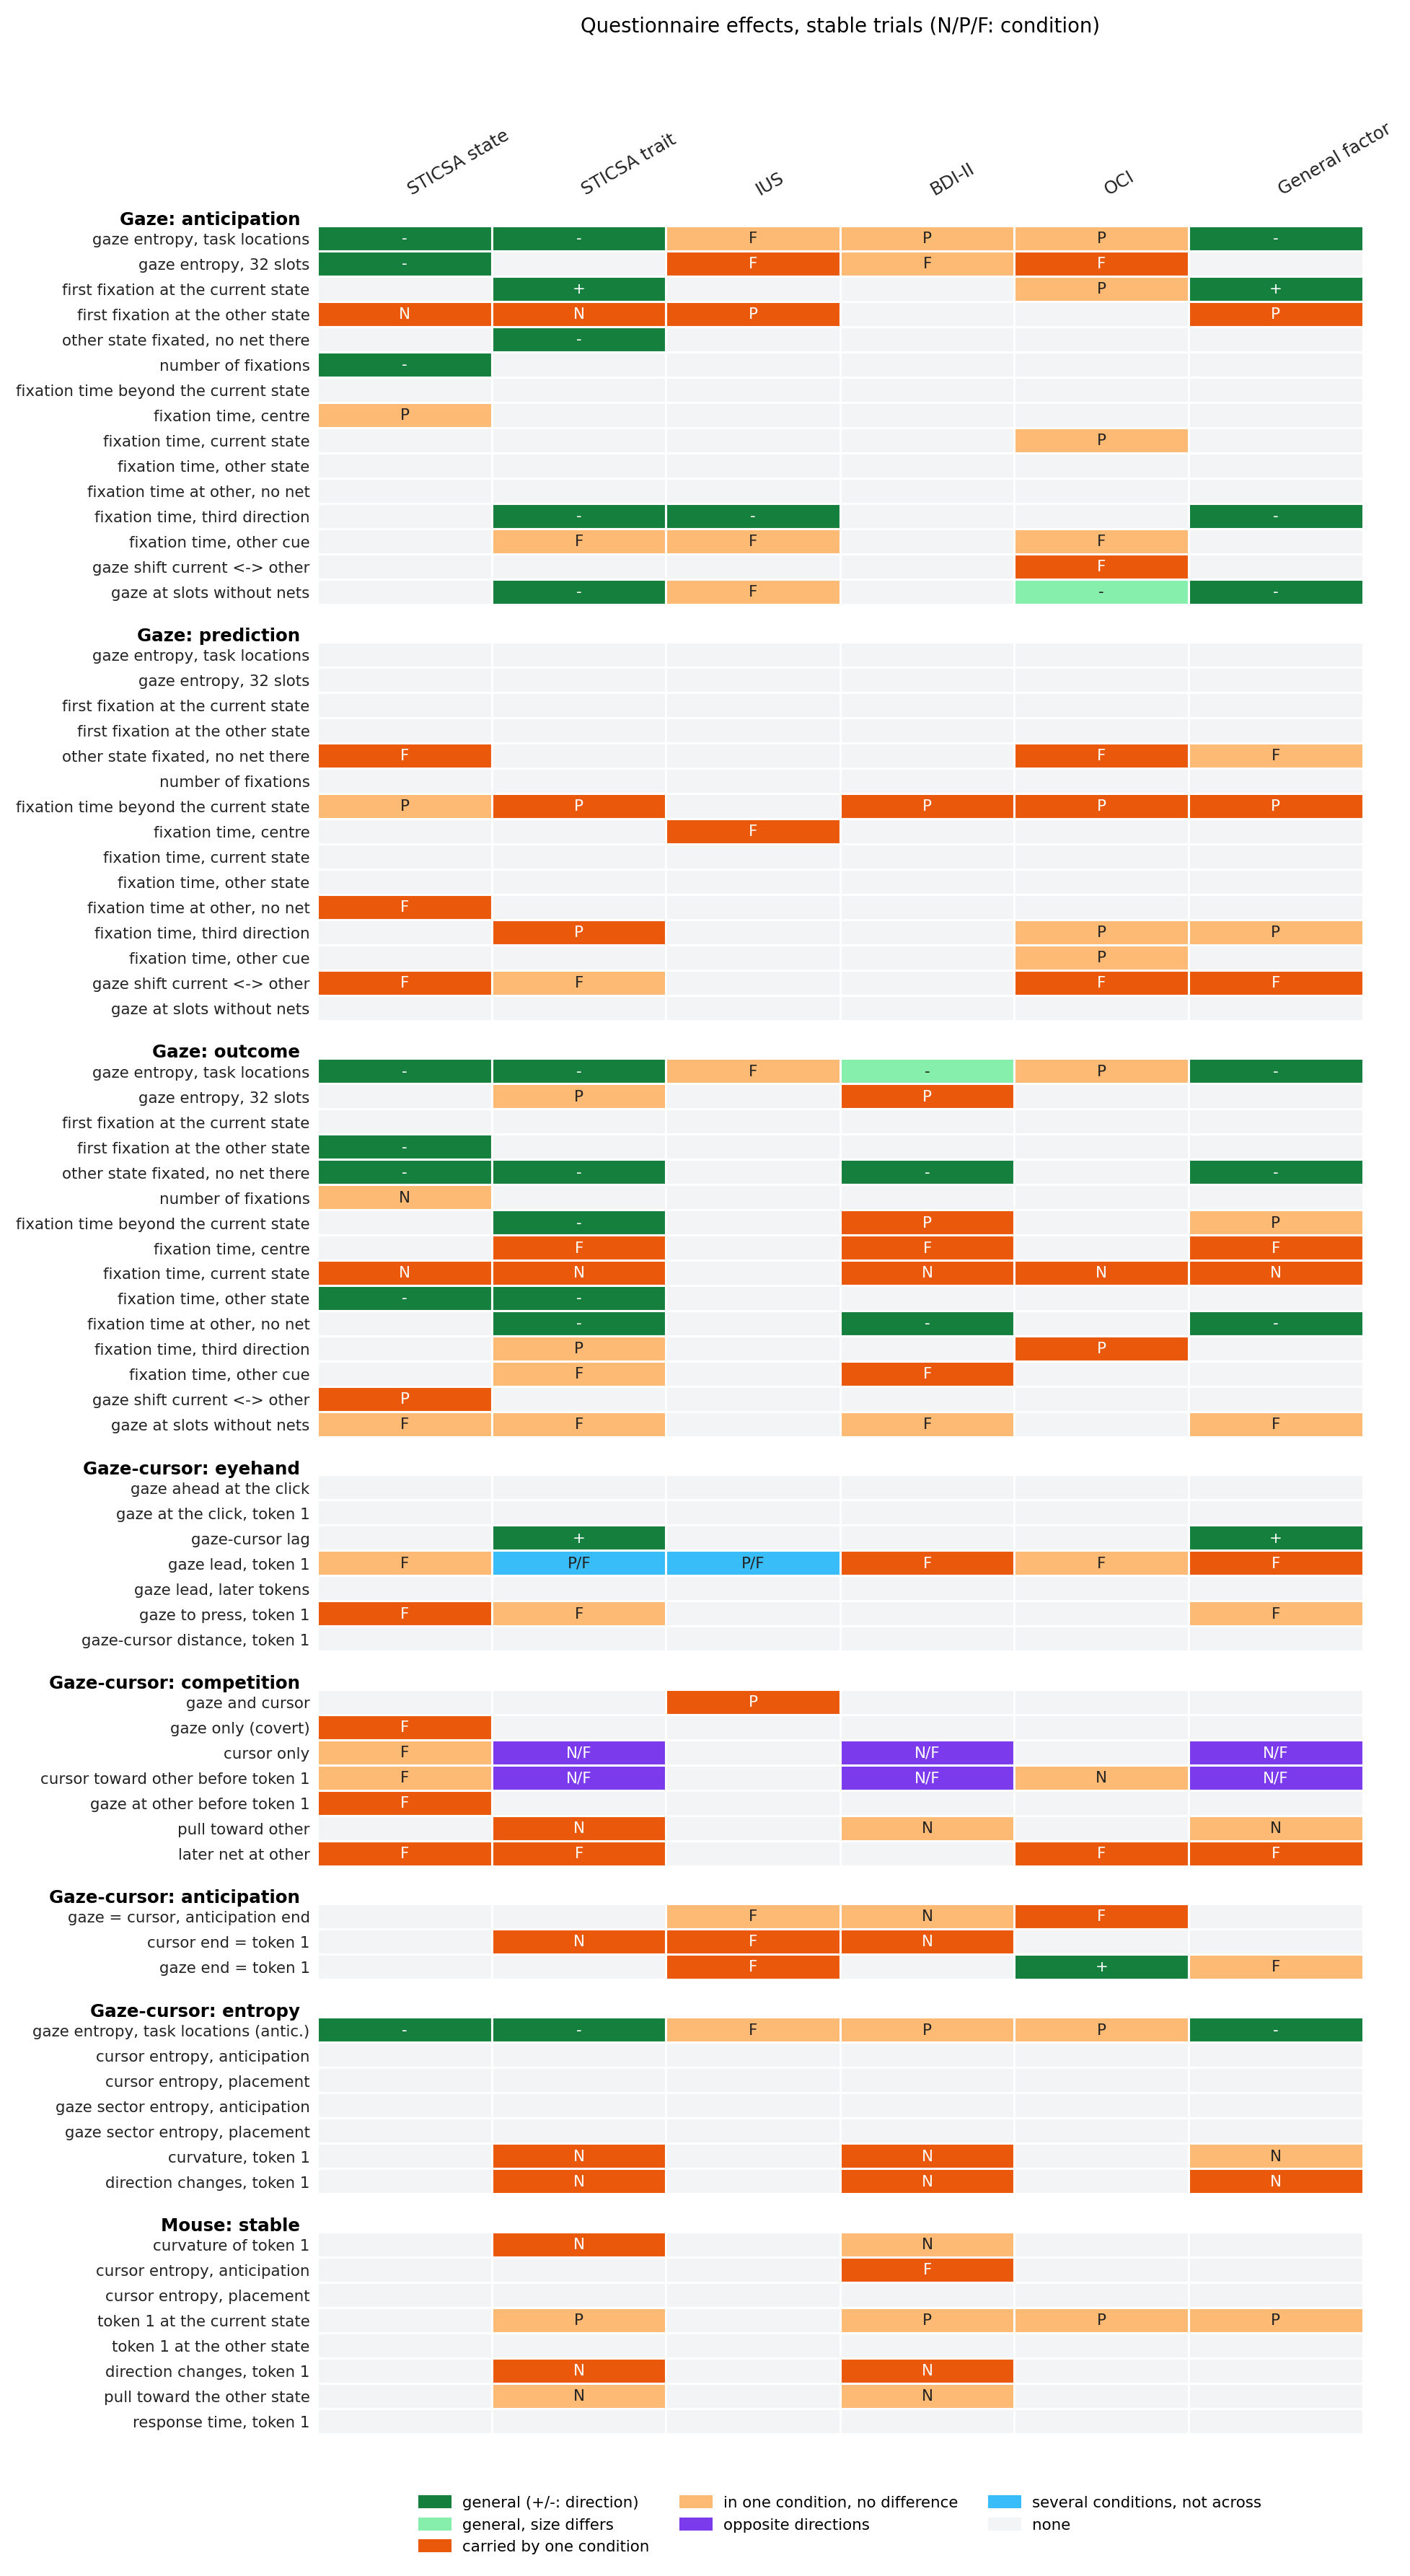 Questionnaire effects, stable trials (N/P/F: condition)
STICSA state STICSA trait IUS BDI-II OCI General factor
Gaze: anticipation
gaze entropy, task locations - - F P P -
gaze entropy, 32 slots - F F F
first fixation at the current state + P +
first fixation at the other state N N P P
other state fixated, no net there -
number of fixations -
fixation time beyond the current state
fixation time, centre P
fixation time, current state P
fixation time, other state
fixation time at other, no net
fixation time, third direction - - -
fixation time, other cue F F F
gaze shift current <-> other F
gaze at slots without nets - F - -
Gaze: prediction
gaze entropy, task locations
gaze entropy, 32 slots
first fixation at the current state
first fixation at the other state
other state fixated, no net there F F F
number of fixations
fixation time beyond the current state P P P P P
fixation time, centre F
fixation time, current state
fixation time, other state
fixation time at other, no net F
fixation time, third direction P P P
fixation time, other cue P
gaze shift current <-> other F F F F
gaze at slots without nets
Gaze: outcome
gaze entropy, task locations - - F - P -
gaze entropy, 32 slots P P
first fixation at the current state
first fixation at the other state -
other state fixated, no net there - - - -
number of fixations N
fixation time beyond the current state - P P
fixation time, centre F F F
fixation time, current state N N N N N
fixation time, other state - -
fixation time at other, no net - - -
fixation time, third direction P P
fixation time, other cue F F
gaze shift current <-> other P
gaze at slots without nets F F F F
Gaze-cursor: eyehand
gaze ahead at the click
gaze at the click, token 1
gaze-cursor lag + +
gaze lead, token 1 F P/F P/F F F F
gaze lead, later tokens
gaze to press, token 1 F F F
gaze-cursor distance, token 1
Gaze-cursor: competition
gaze and cursor P
gaze only (covert) F
cursor only F N/F N/F N/F
cursor toward other before token 1 F N/F N/F N N/F
gaze at other before token 1 F
pull toward other N N N
later net at other F F F F
Gaze-cursor: anticipation
gaze = cursor, anticipation end F N F
cursor end = token 1 N F N
gaze end = token 1 F + F
Gaze-cursor: entropy
gaze entropy, task locations (antic.) - - F P P -
cursor entropy, anticipation
cursor entropy, placement
gaze sector entropy, anticipation
gaze sector entropy, placement
curvature, token 1 N N N
direction changes, token 1 N N N
Mouse: stable
curvature of token 1 N N
cursor entropy, anticipation F
cursor entropy, placement
token 1 at the current state P P P P
token 1 at the other state
direction changes, token 1 N N
pull toward the other state N N
response time, token 1
general (+/-: direction) in one condition, no difference several conditions, not across
general, size differs opposite directions none
carried by one condition